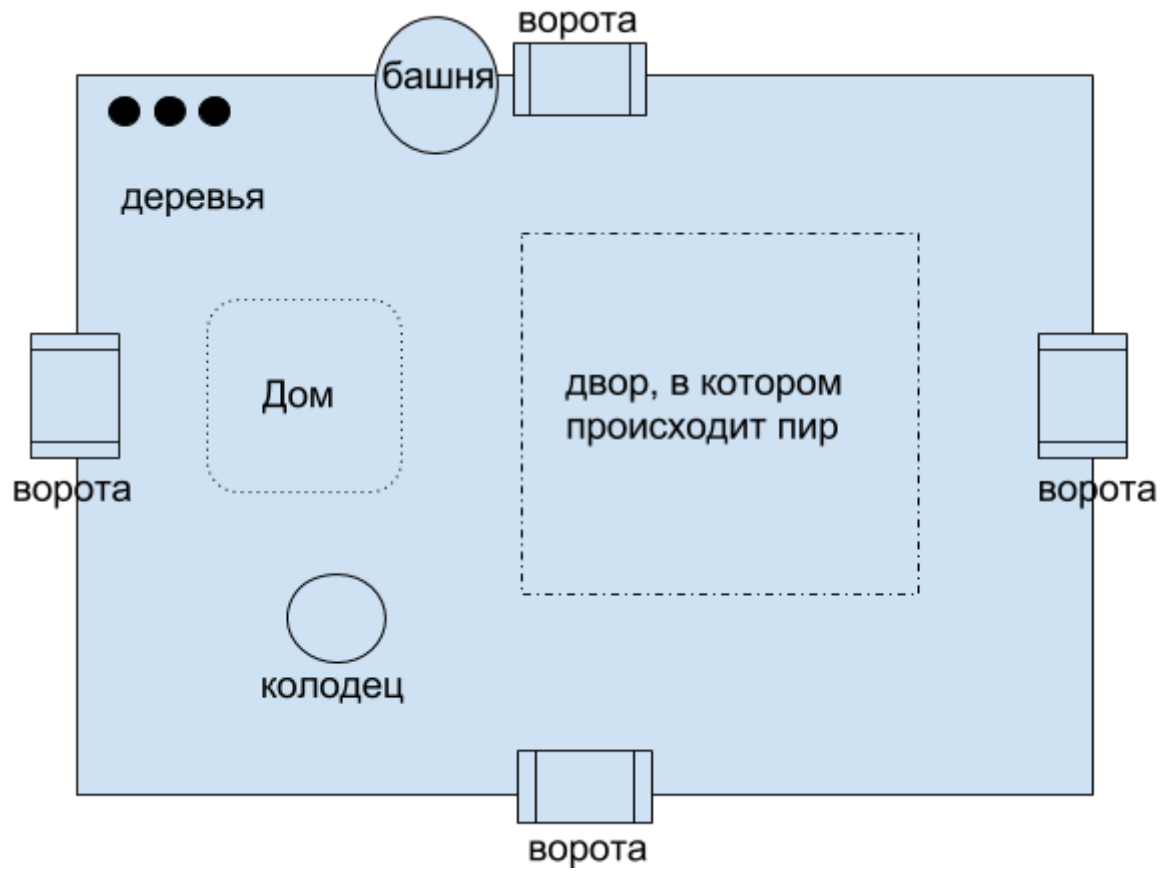 ворота
башня
деревья
Дом
двор, в котором
происходит пир
ворота
ворота
колодец
ворота